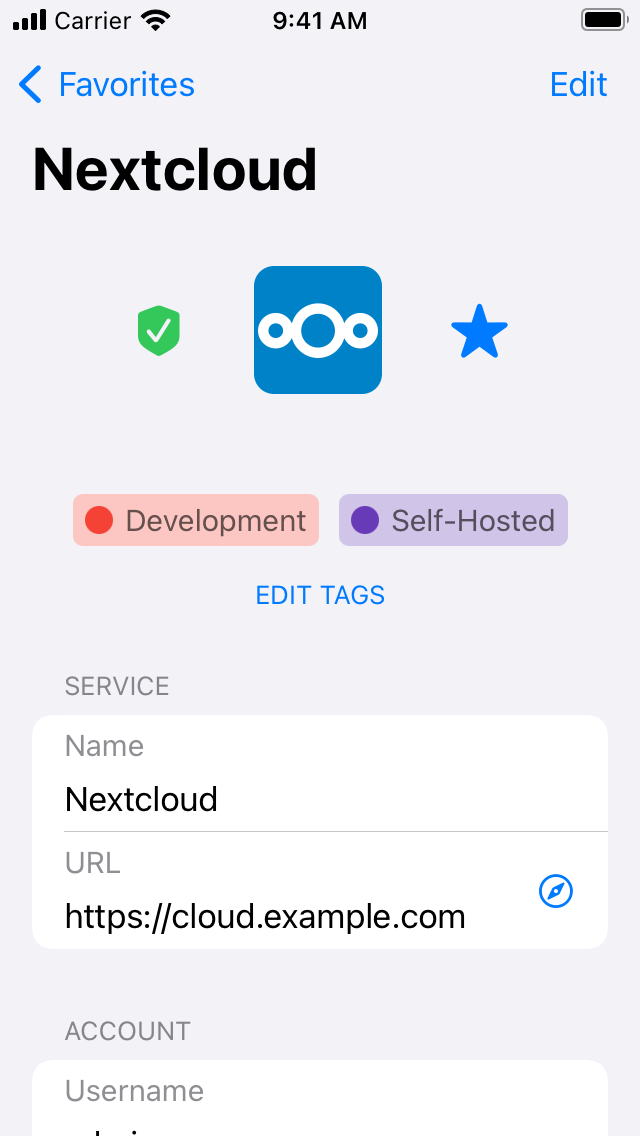 Carrier 9:41 AM
Favorites Edit
Nextcloud
Development Self-Hosted
EDIT TAGS
SERVICE
Name
Nextcloud
URL
https://cloud.example.com
ACCOUNT
Username